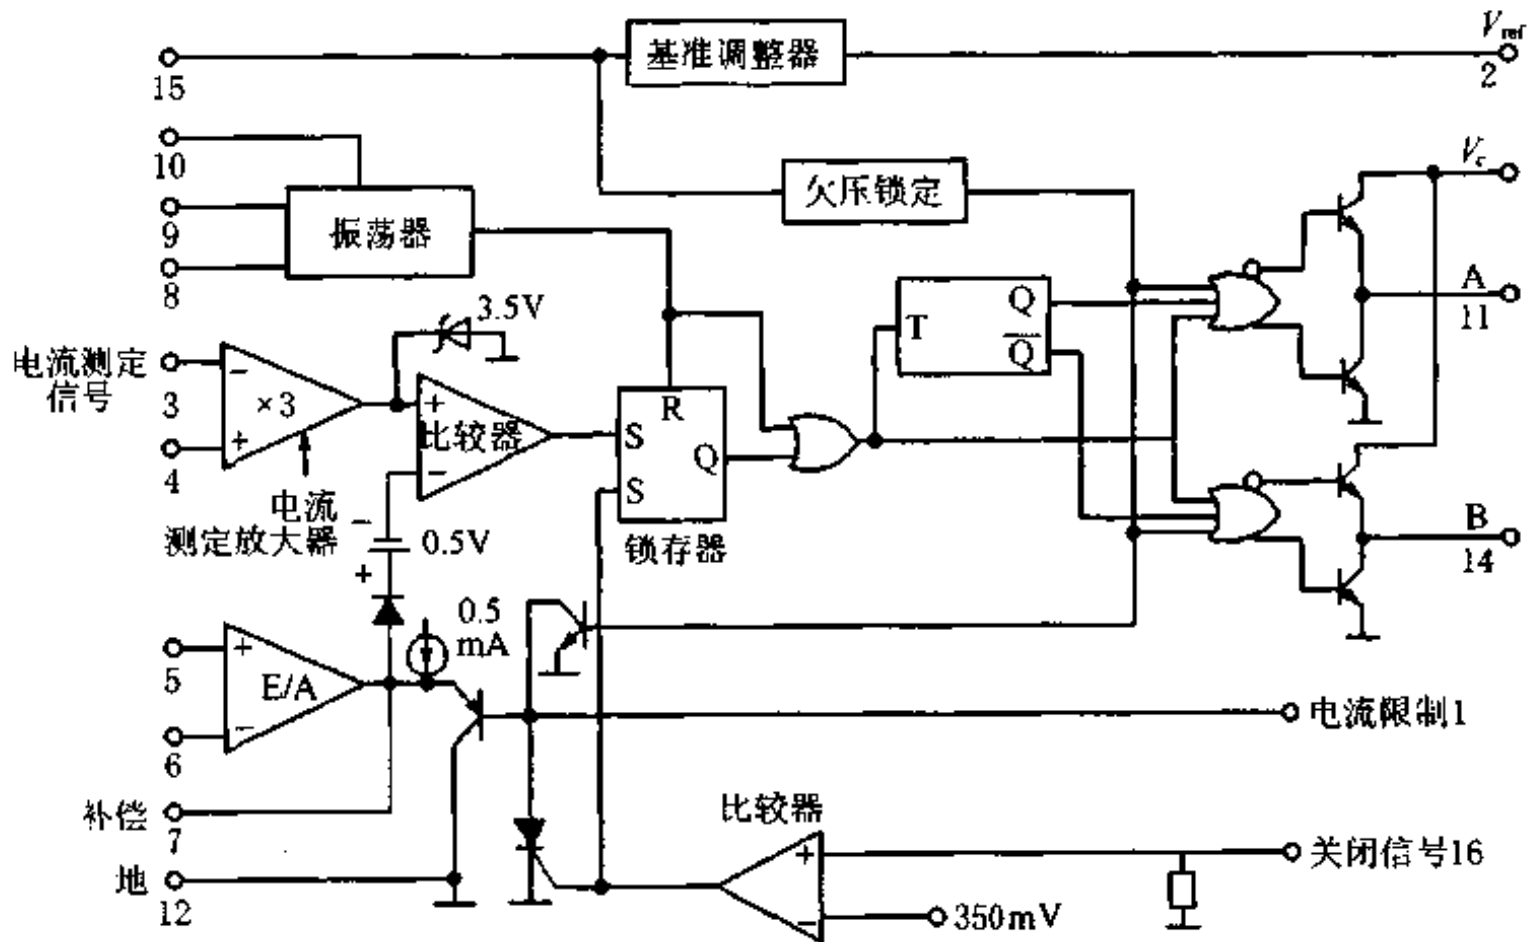 V_ref
15
基准调整器
2
10
V_c
欠压锁定
9
振荡器
8
A
11
3.5V
Q
T
Q̅
电流测定
信号
3
−
×3
+
4
+
比较器
−
R
S
Q
S
锁存器
电流
测定放大器
−
0.5V
+
B
14
0.5
mA
5
+
E/A
−
6
电流限制1
补偿
7
比较器
地
12
+
关闭信号16
−
350mV